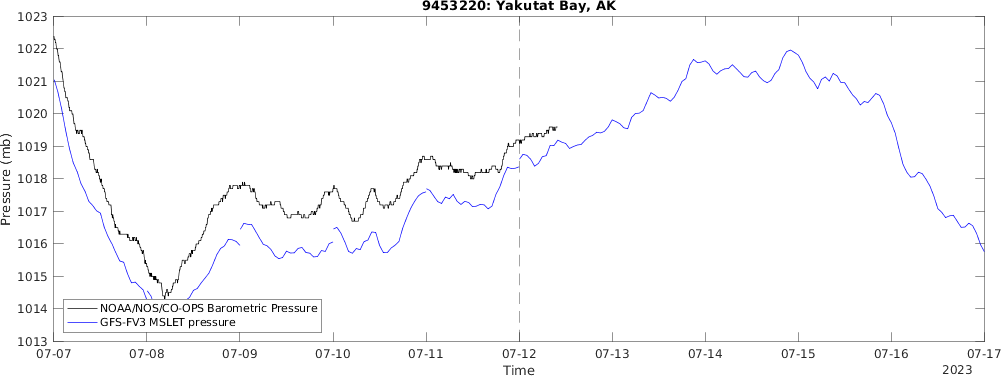 9453220: Yakutat Bay, AK
1023
1022
1021
1020
1019
1018
1017
1016
1015
1014
1013
Pressure (mb)
NOAA/NOS/CO-OPS Barometric Pressure
GFS-FV3 MSLET pressure
07-07 07-08 07-09 07-10 07-11 07-12 07-13 07-14 07-15 07-16 07-17
Time
2023